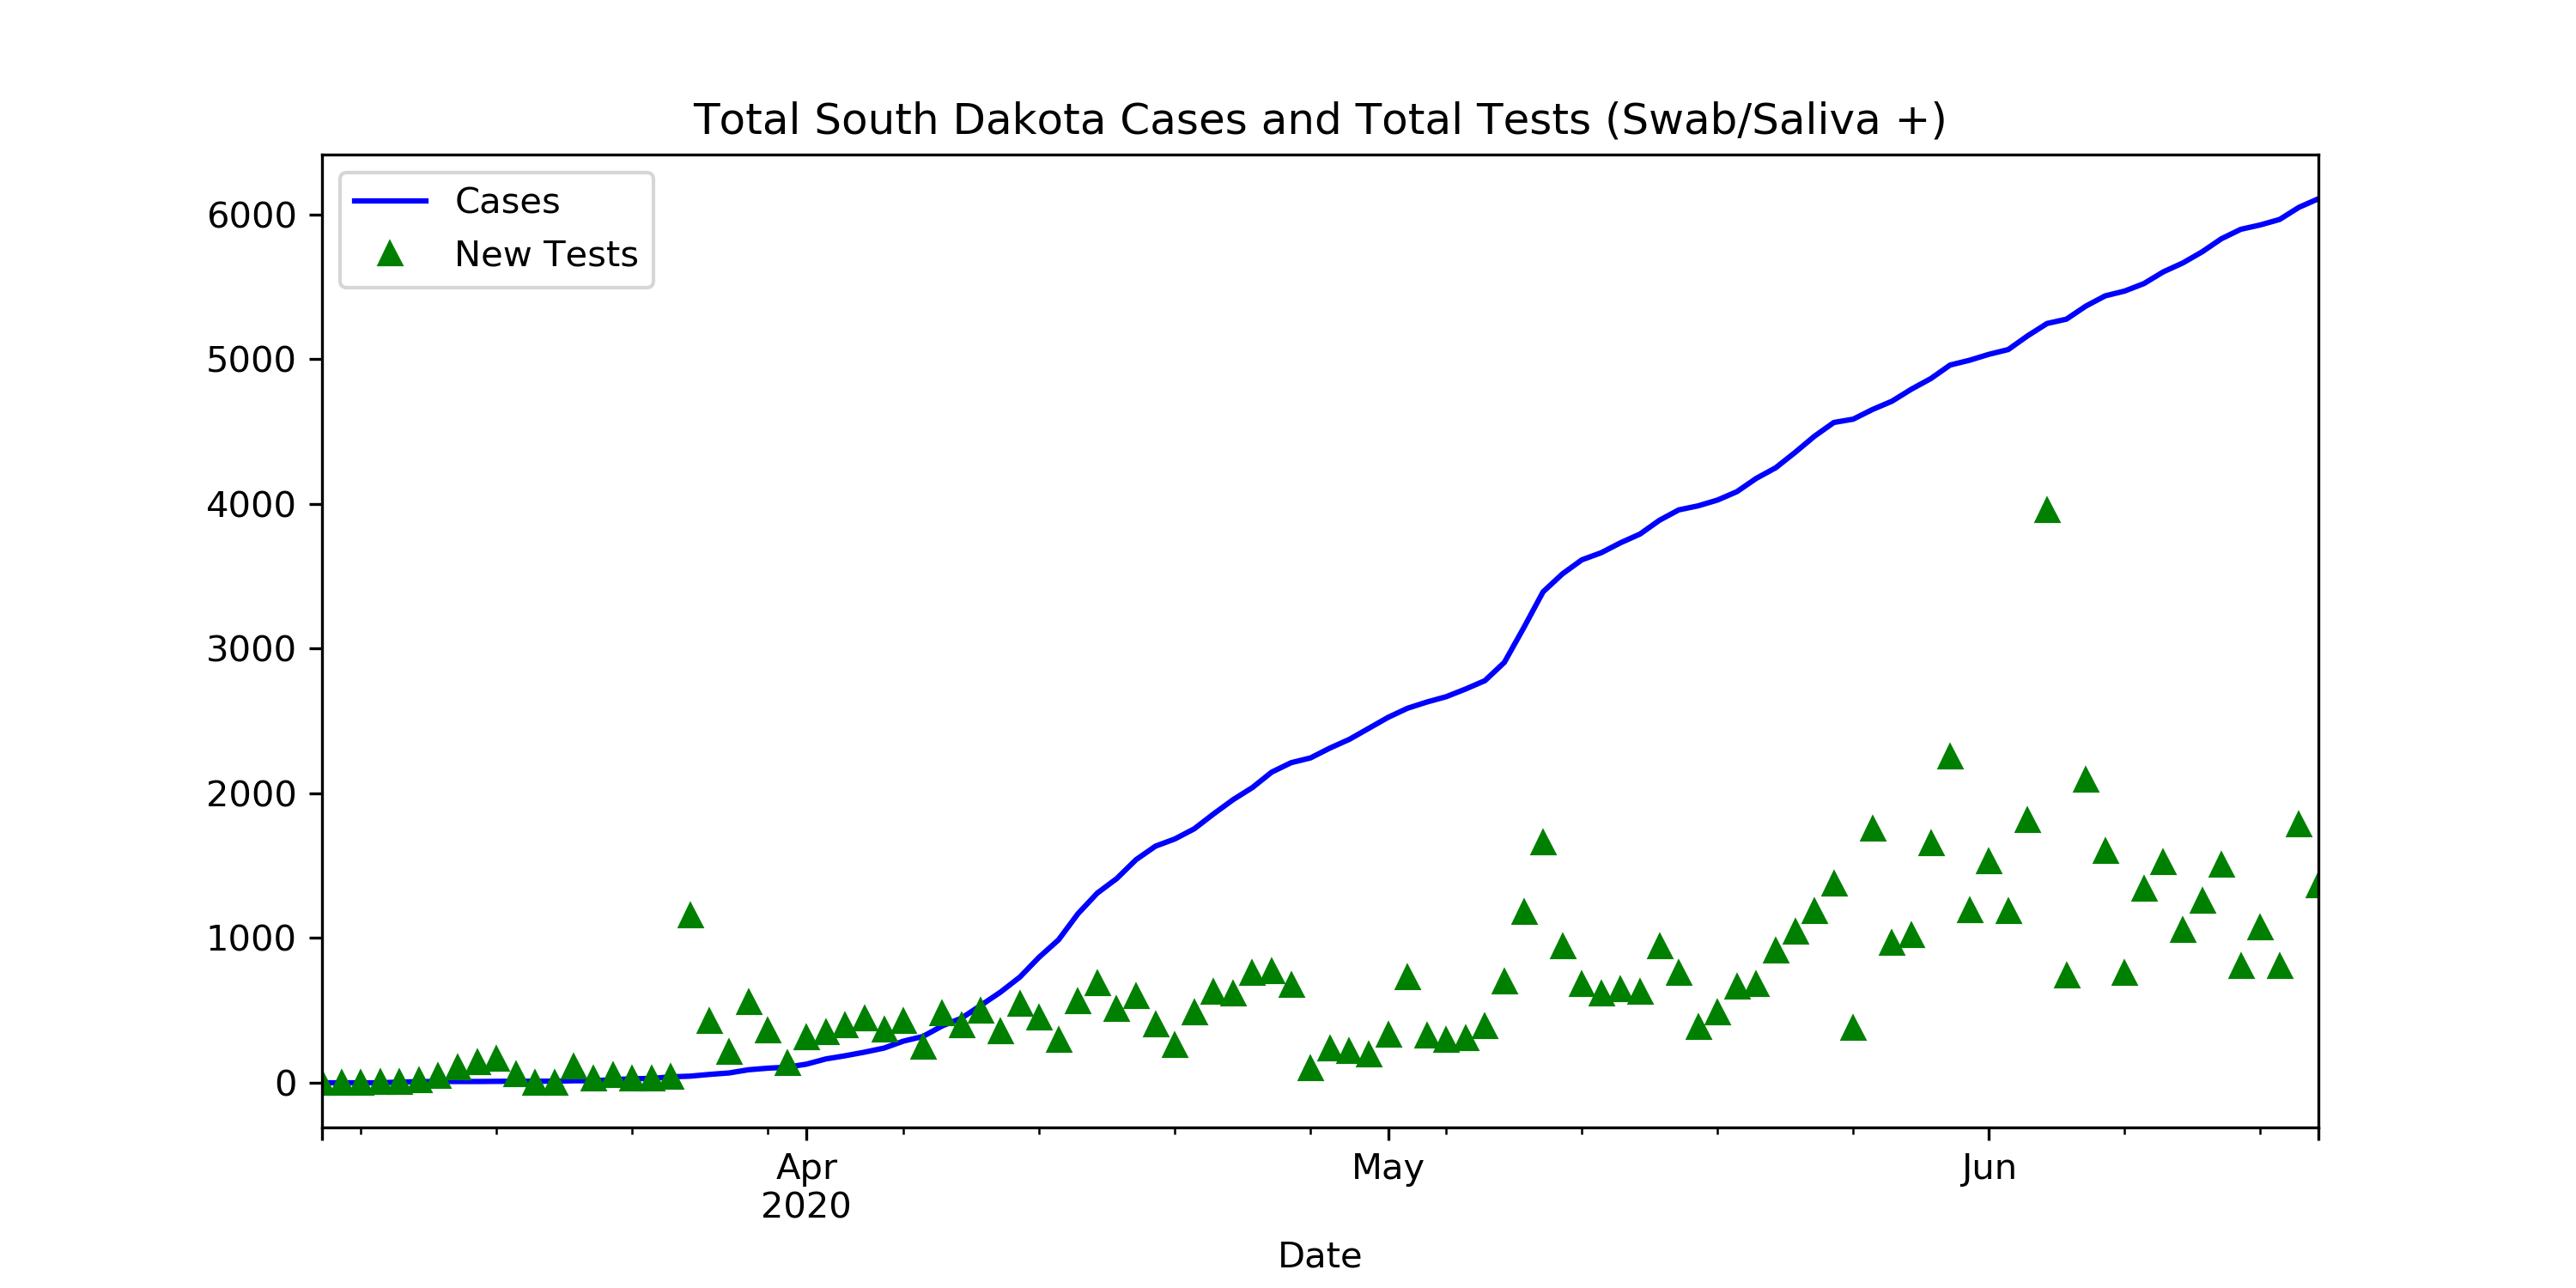 Total South Dakota Cases and Total Tests (Swab/Saliva +)
Cases
New Tests
6000
5000
4000
3000
2000
1000
0
Apr
2020
May
Jun
Date